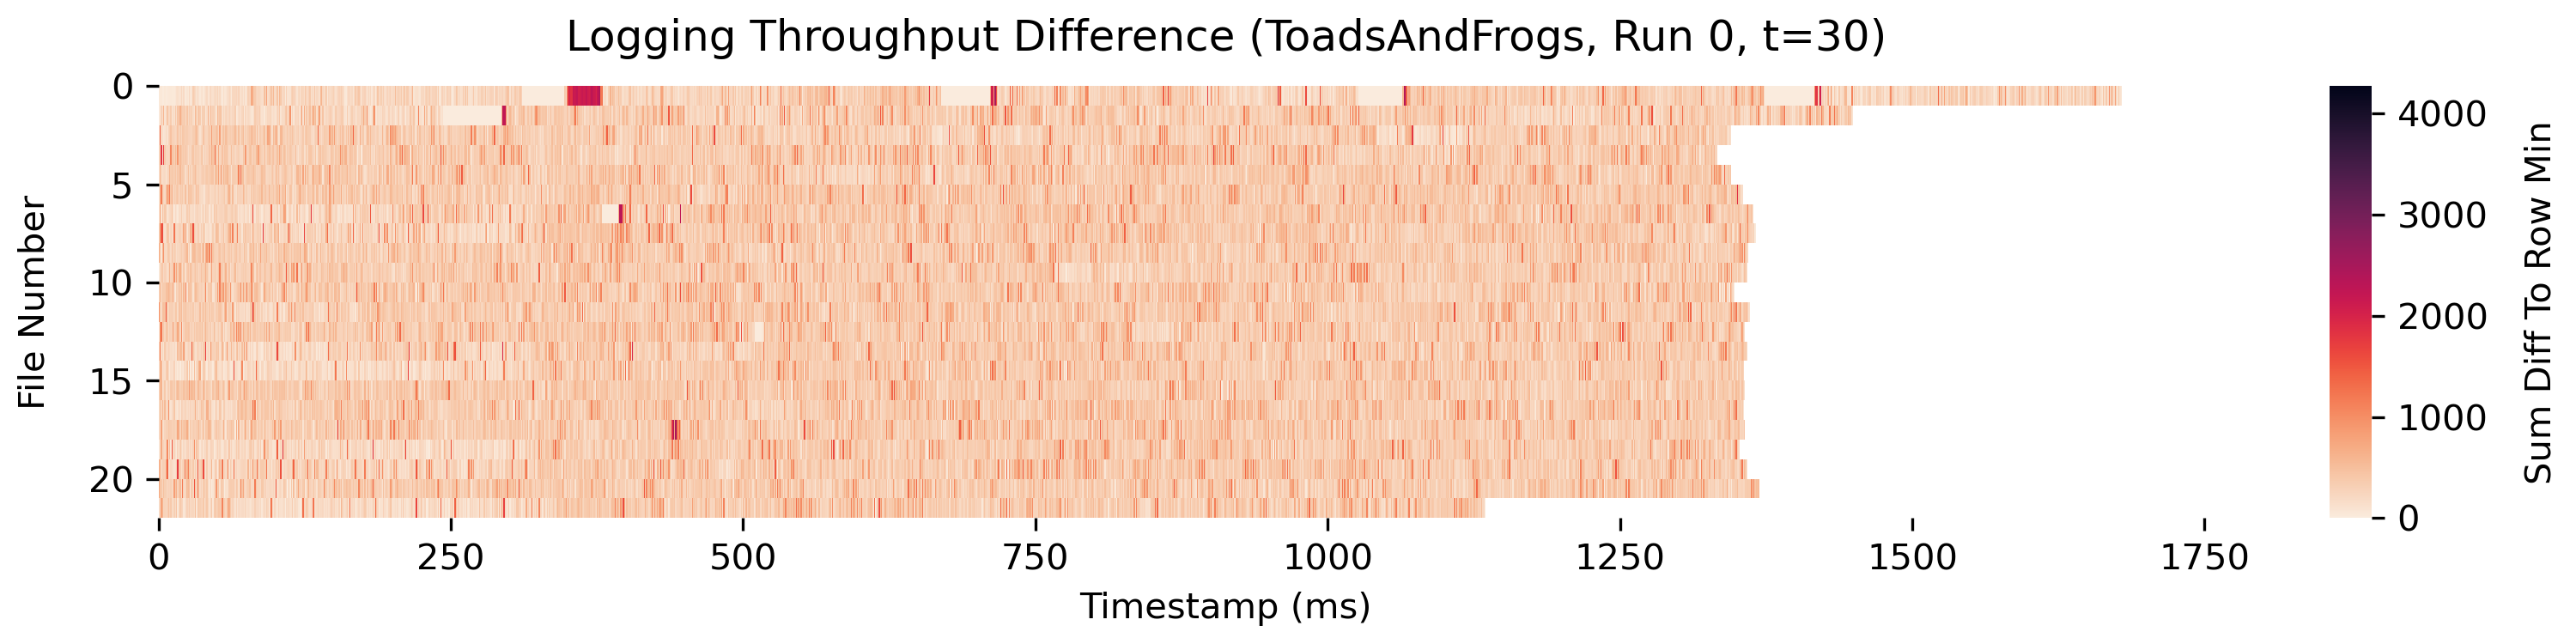 Logging Throughput Difference (ToadsAndFrogs, Run 0, t=30)
File Number
0
5
10
15
20
0 250 500 750 1000 1250 1500 1750
Timestamp (ms)
4000
3000
2000
1000
0
Sum Diff To Row Min